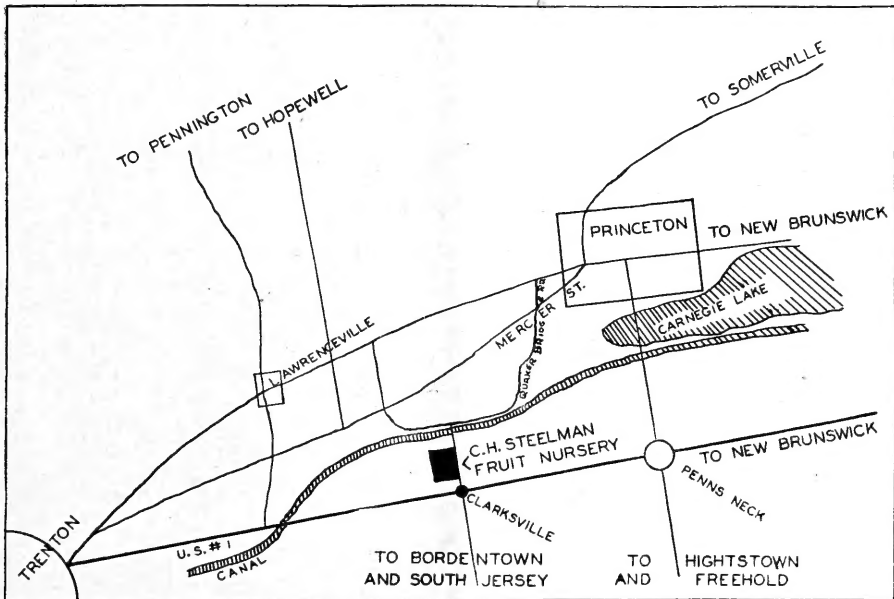 TO SOMERVILLE
TO PENNINGTON
TO HOPEWELL
PRINCETON
TO NEW BRUNSWICK
MERCER ST.
QUAKER BRIDGE RD.
CARNEGIE LAKE
LAWRENCEVILLE
C.H. STEELMAN
FRUIT NURSERY
TO NEW BRUNSWICK
CLARKSVILLE
PENNS NECK
TRENTON
U.S. #1
CANAL
TO BORDENTOWN
AND SOUTH JERSEY
TO HIGHTSTOWN
AND FREEHOLD